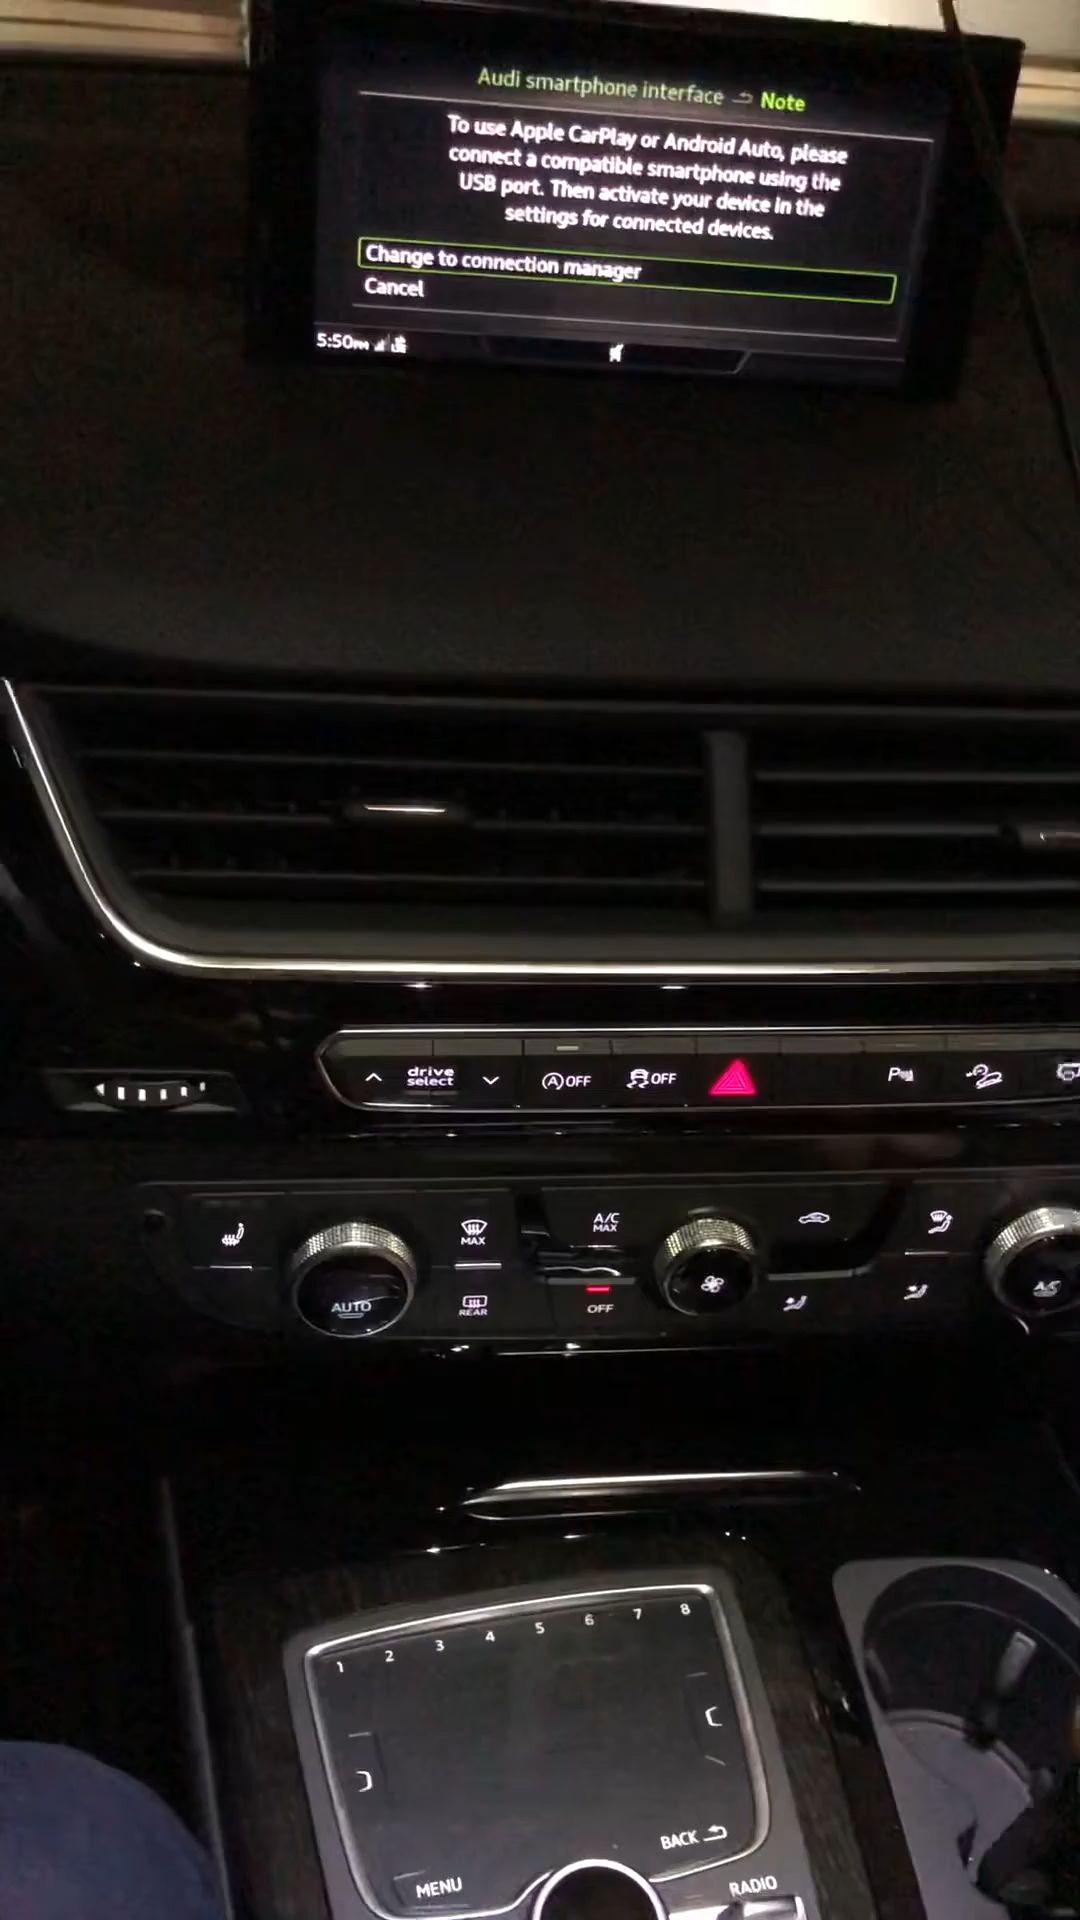 Audi smartphone interface Note
To use Apple CarPlay or Android Auto, please
connect a compatible smartphone using the
USB port. Then activate your device in the
settings for connected devices.
Change to connection manager
Cancel
5:50
drive
select
A OFF
OFF
P
MAX
A/C
MAX
AUTO
REAR
OFF
A/C
1 2 3 4 5 6 7 8
BACK
MENU
RADIO